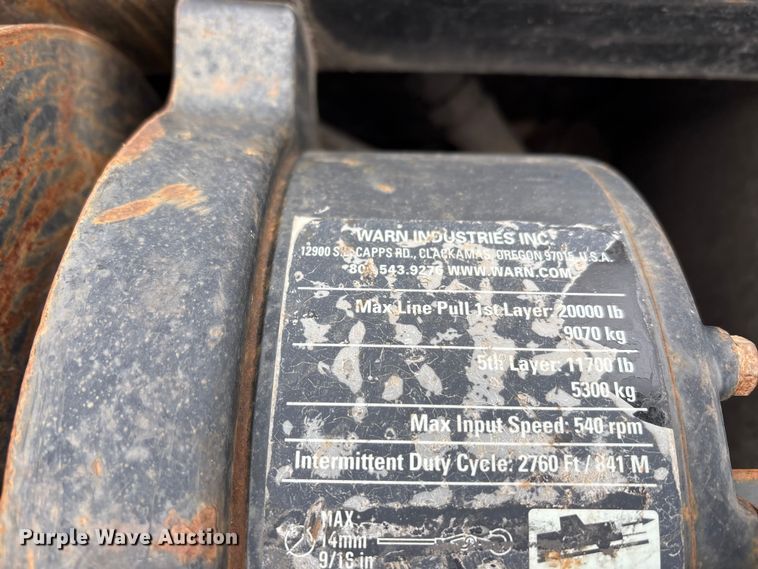 WARN INDUSTRIES INC.
12900 S.E. CAPPS RD., CLACKAMAS, OREGON 97015, U.S.A.
543.9276 WWW.WARN.COM
Max Line Pull 1st Layer: 20000 lb
9070 kg
5th Layer: 11700 lb
5300 kg
Max Input Speed: 540 rpm
Intermittent Duty Cycle: 2760 Ft / 841 M
MAX
14mm
9/16 in
Purple Wave Auction